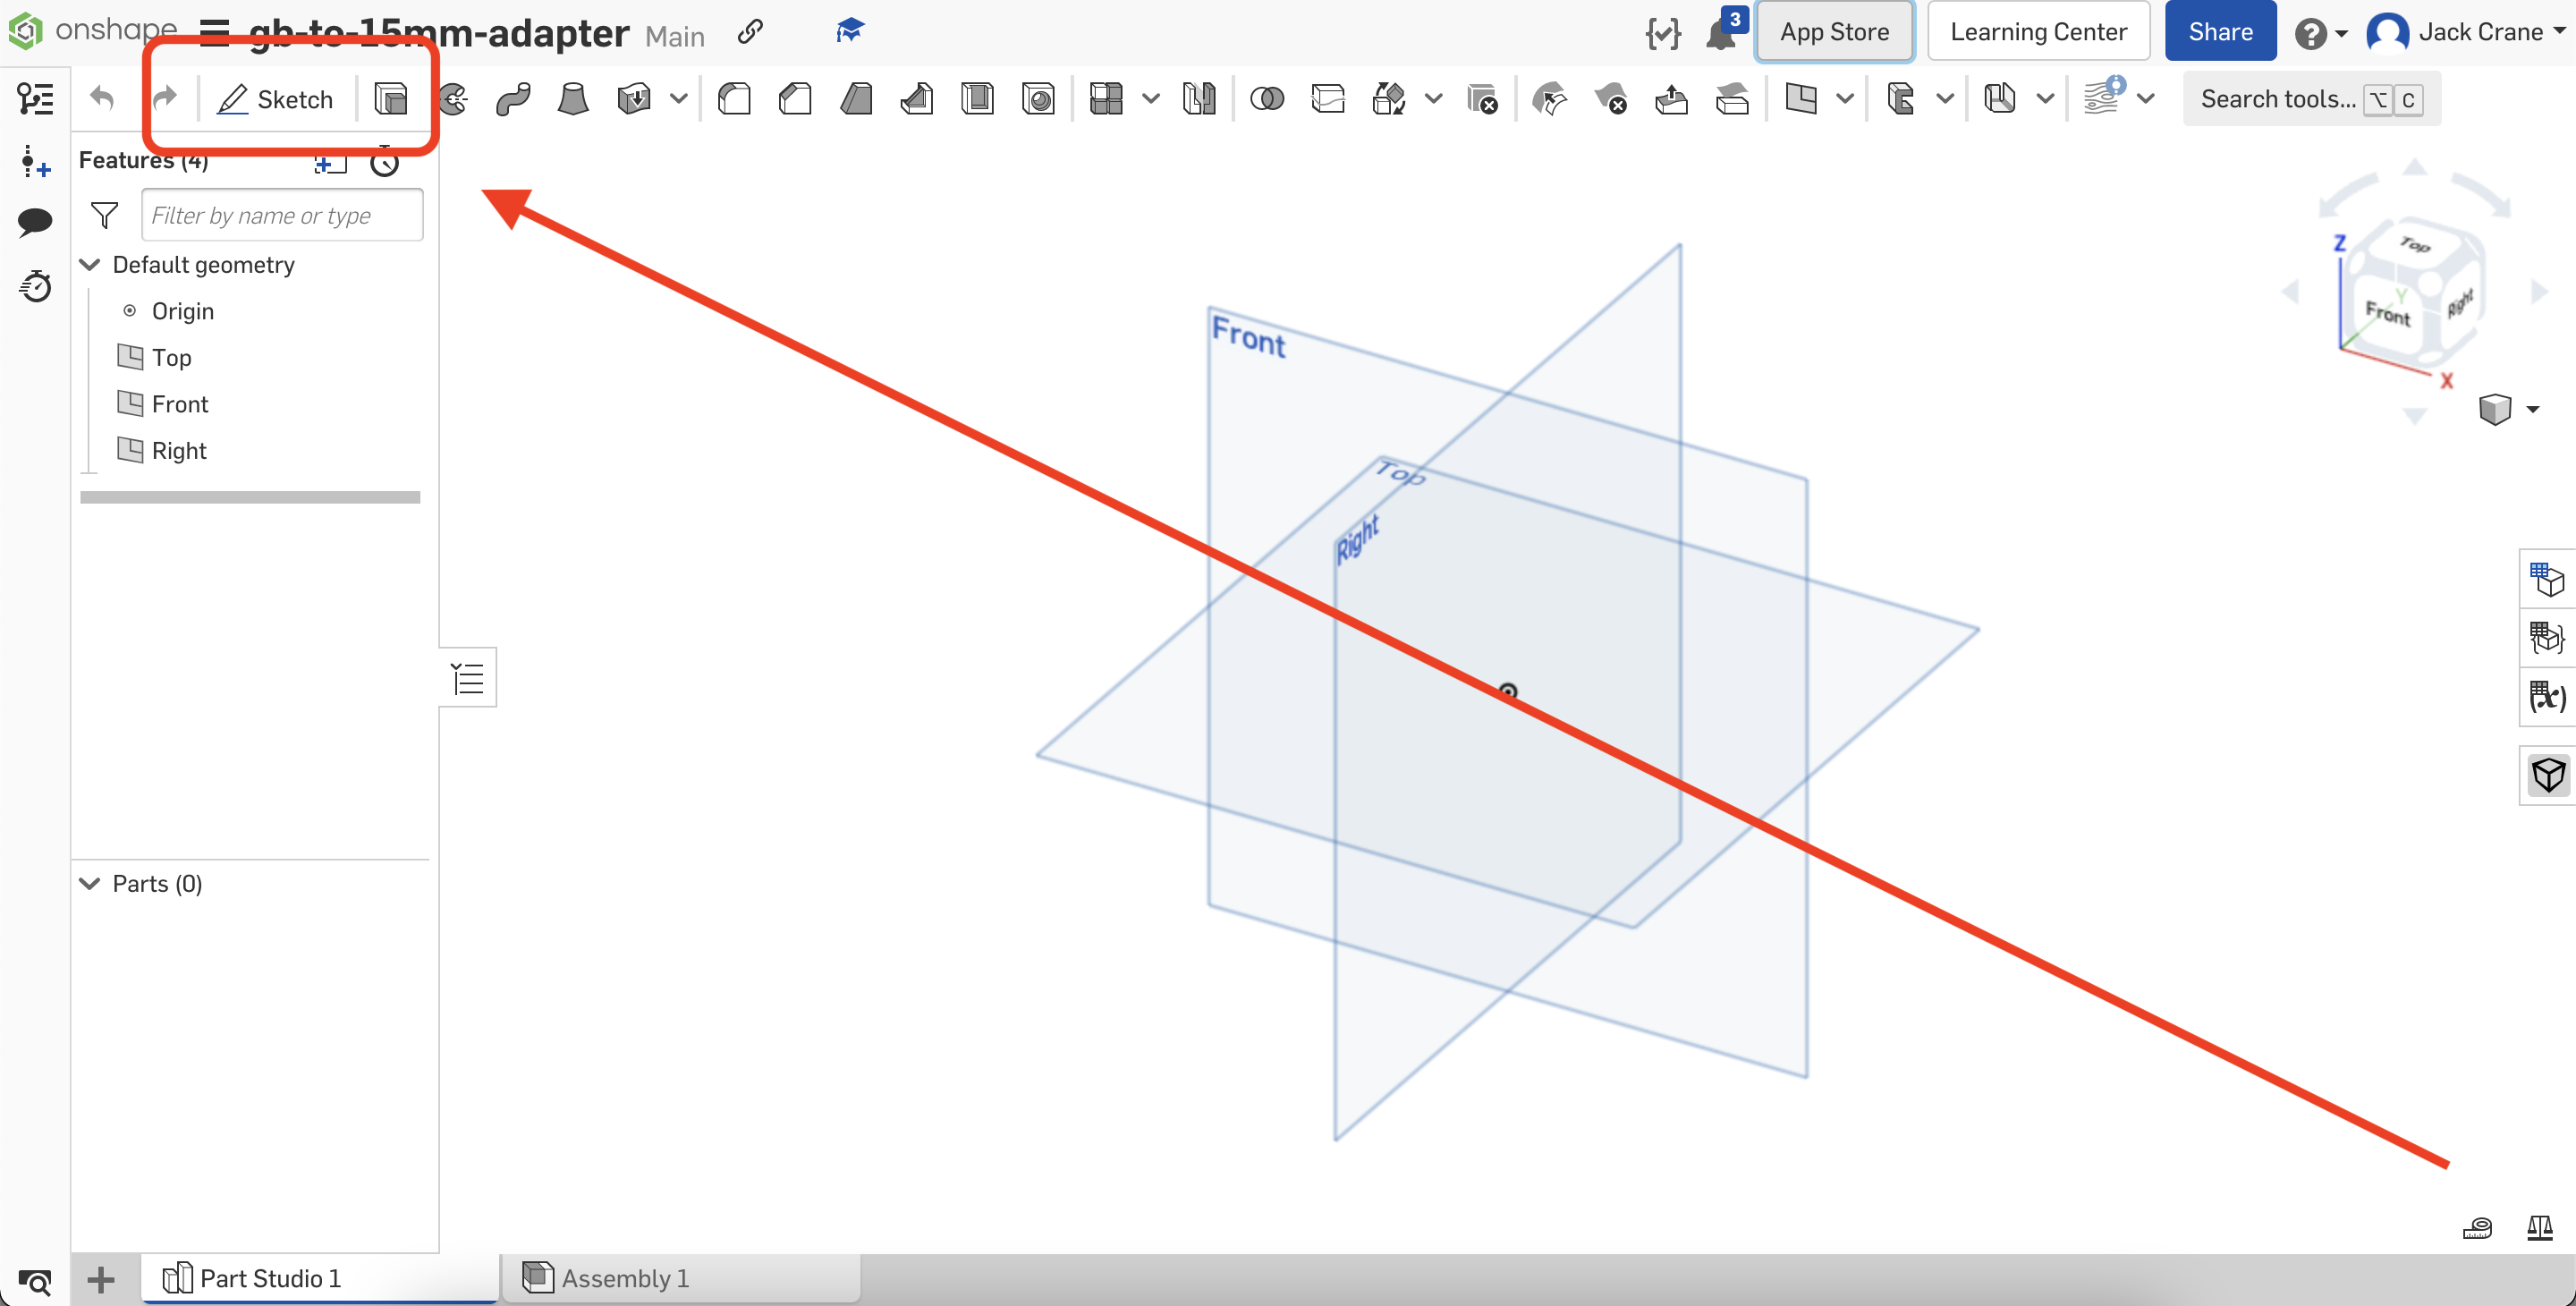 onshape gb-to-15mm-adapter Main 3 App Store Learning Center Share ? Jack Crane
Sketch Search tools... ⌥ C
Features (4)
Filter by name or type
Default geometry
Origin
Top
Front
Right
Parts (0)
Front
Top
Right
Z
Top
Y
Front
Right
X
(x)
Part Studio 1 Assembly 1